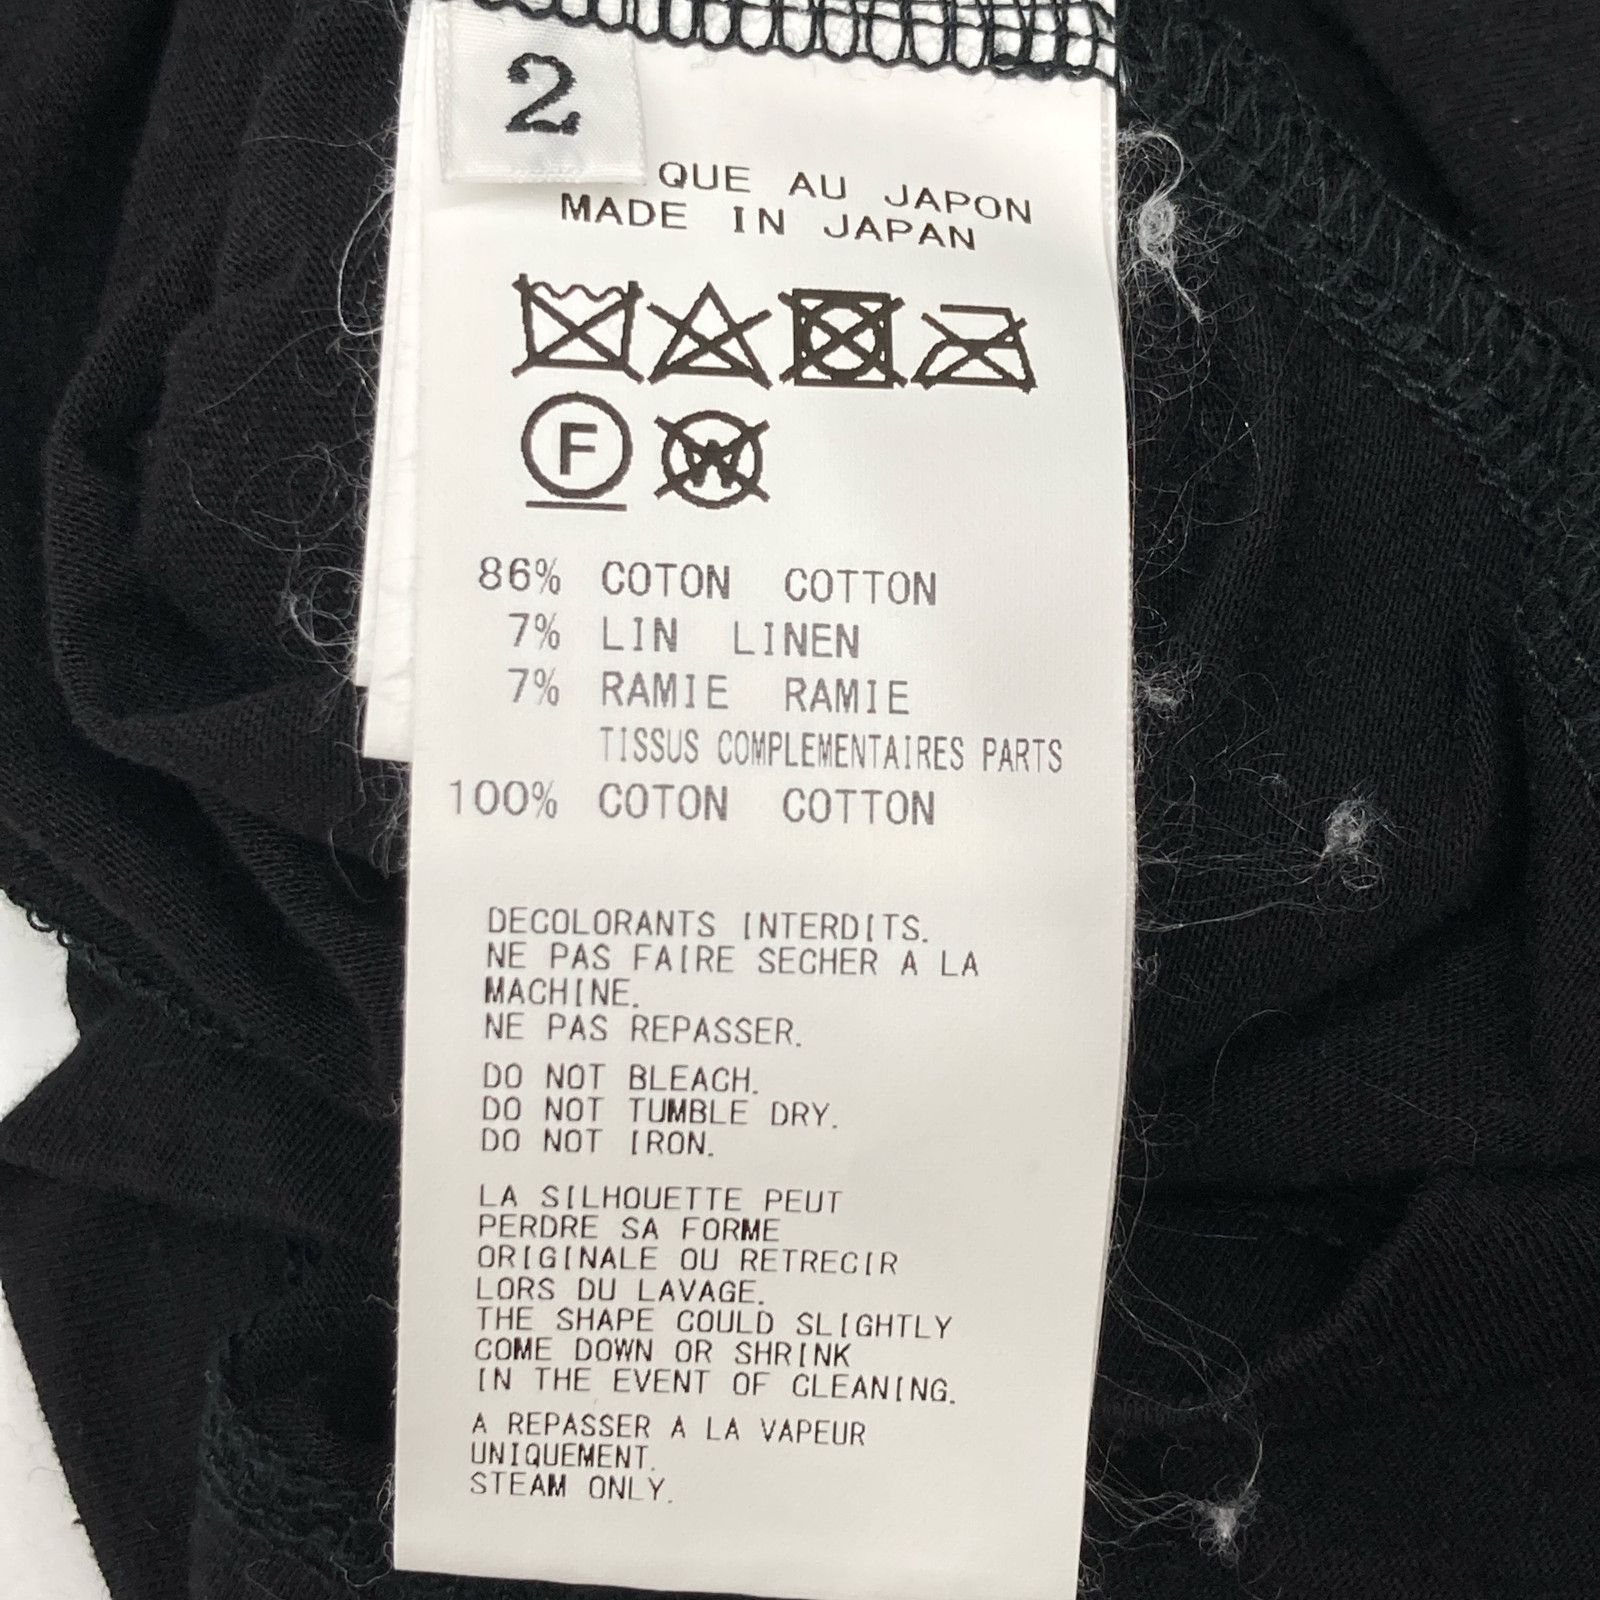 2
QUE AU JAPON
MADE IN JAPAN
F
W
86% COTON COTTON
7% LIN LINEN
7% RAMIE RAMIE
TISSUS COMPLEMENTAIRES PARTS
100% COTON COTTON
DECOLORANTS INTERDITS.
NE PAS FAIRE SECHER A LA
MACHINE.
NE PAS REPASSER.
DO NOT BLEACH.
DO NOT TUMBLE DRY.
DO NOT IRON.
LA SILHOUETTE PEUT
PERDRE SA FORME
ORIGINALE OU RETRECIR
LORS DU LAVAGE.
THE SHAPE COULD SLIGHTLY
COME DOWN OR SHRINK
IN THE EVENT OF CLEANING.
A REPASSER A LA VAPEUR
UNIQUEMENT.
STEAM ONLY.